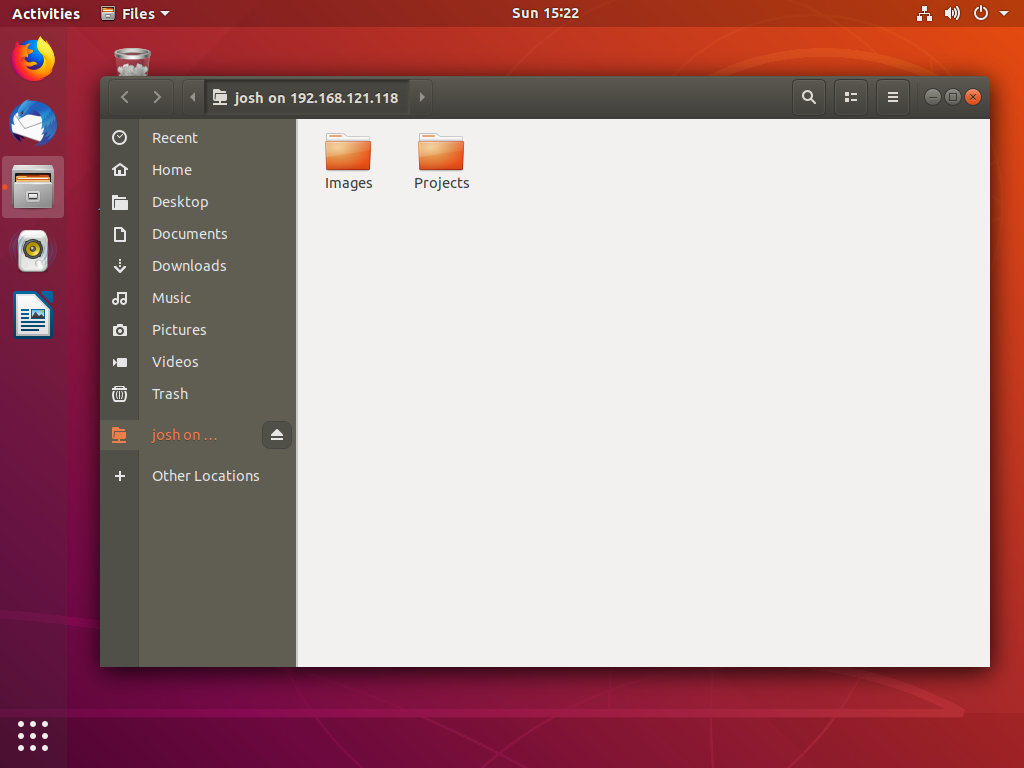 Activities Files Sun 15:22
josh on 192.168.121.118
Recent
Home
Desktop
Documents
Downloads
Music
Pictures
Videos
Trash
josh on ...
Other Locations
Images Projects